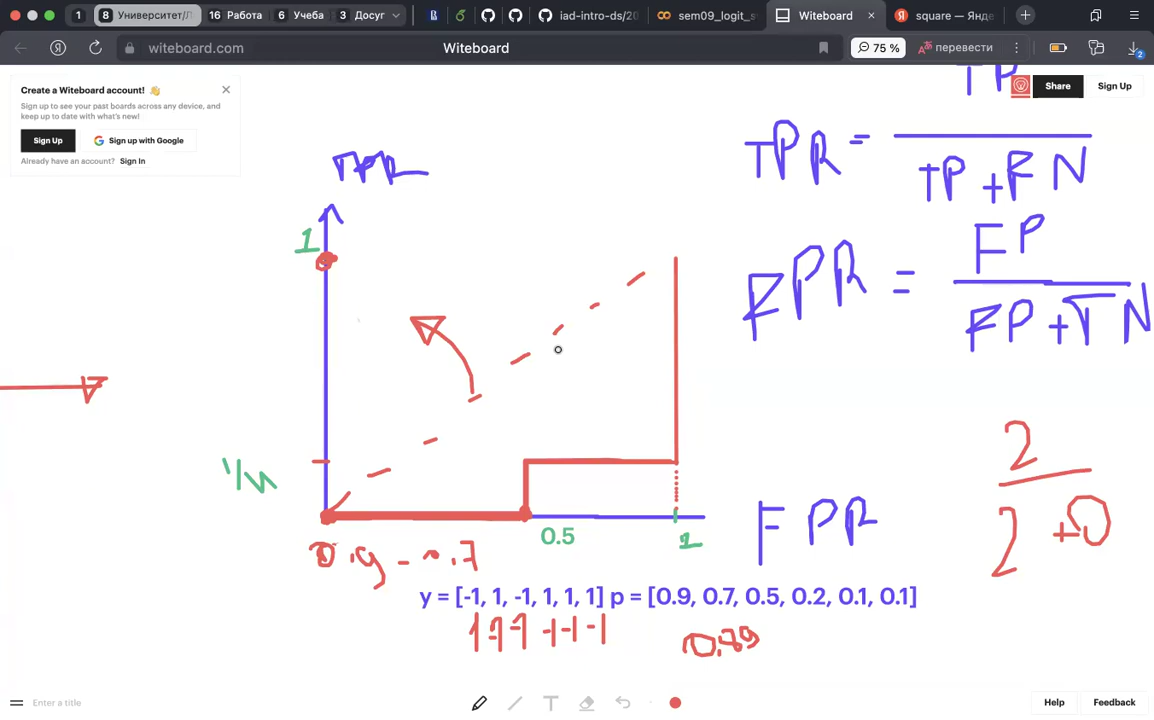 1
8 Университет/Л
16 Работа
6 Учеба
3 Досуг
iad-intro-ds/20
sem09_logit_s
Witeboard
square — Янде
witeboard.com
Witeboard
75 %
перевести
2
Create a Witeboard account! 👋
Sign up to see your past boards across any device, and
keep up to date with what's new!
Sign Up
Sign up with Google
Already have an account? Sign In
Share
Sign Up
TP
TPR = 
TP + FN
FPR = FP
FP + TN
TPR
1
1/4
0.5
1
FPR
2
2 + 0
y = [-1, 1, -1, 1, 1, 1] p = [0.9, 0.7, 0.5, 0.2, 0.1, 0.1]
0.89
Enter a title
T
Help
Feedback